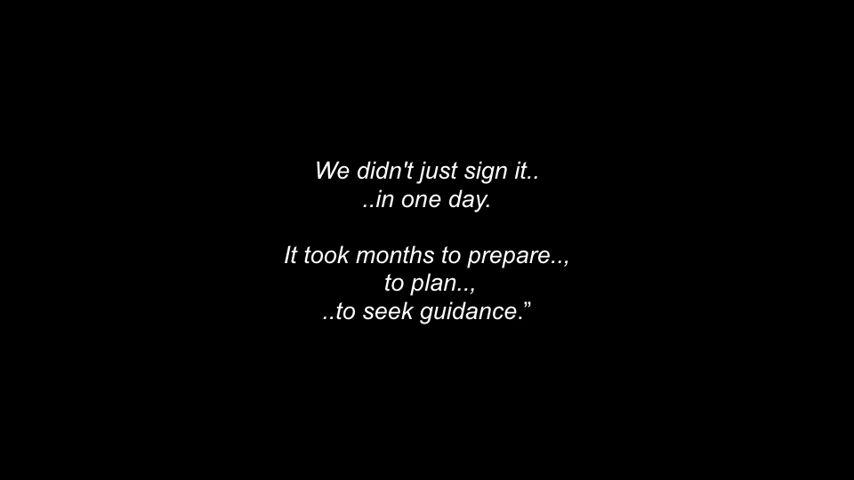 We didn't just sign it..
..in one day.
It took months to prepare..,
to plan..,
..to seek guidance.”